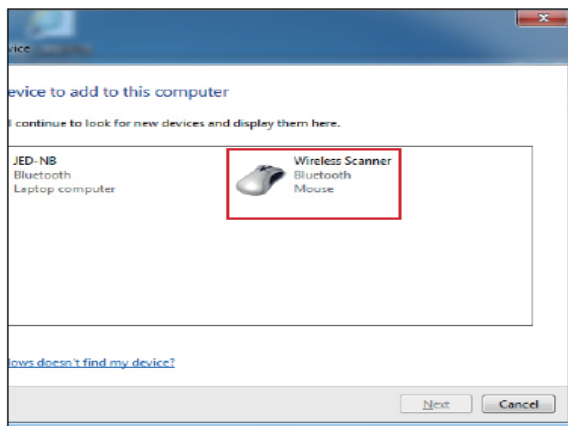 vice
evice to add to this computer
l continue to look for new devices and display them here.
JED-NB
Bluetooth
Laptop computer
Wireless Scanner
Bluetooth
Mouse
lows doesn't find my device?
Next
Cancel